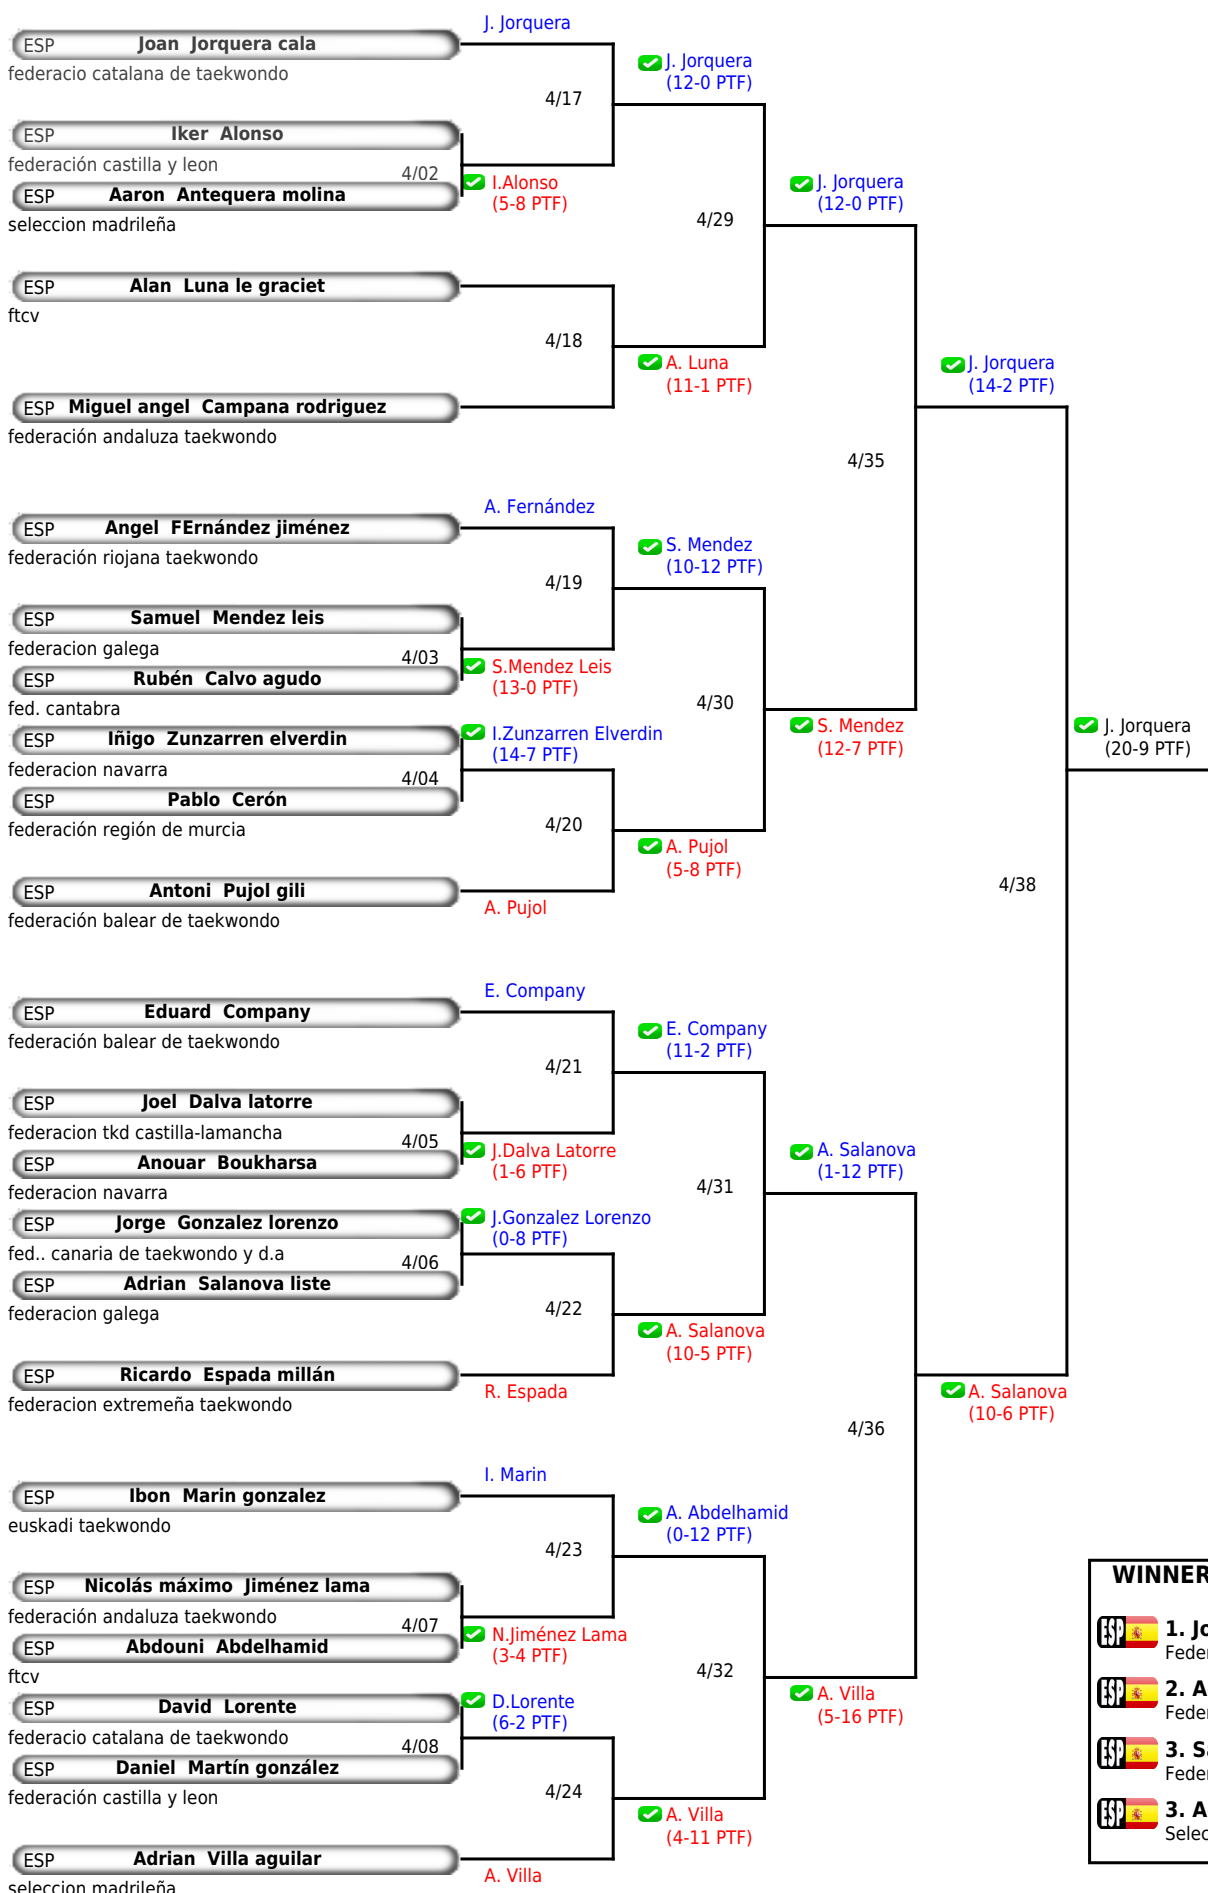 J. Jorquera
ESP Joan Jorquera cala
federacio catalana de taekwondo
J. Jorquera
(12-0 PTF)
4/17
ESP Iker Alonso
federación castilla y leon
4/02
I.Alonso
(5-8 PTF)
ESP Aaron Antequera molina
seleccion madrileña
J. Jorquera
(12-0 PTF)
4/29
ESP Alan Luna le graciet
ftcv
4/18
A. Luna
(11-1 PTF)
J. Jorquera
(14-2 PTF)
ESP Miguel angel Campana rodriguez
federación andaluza taekwondo
4/35
A. Fernández
ESP Angel FErnández jiménez
federación riojana taekwondo
S. Mendez
(10-12 PTF)
4/19
ESP Samuel Mendez leis
federacion galega
4/03
S.Mendez Leis
(13-0 PTF)
ESP Rubén Calvo agudo
fed. cantabra
4/30
ESP Iñigo Zunzarren elverdin
federacion navarra
I.Zunzarren Elverdin
(14-7 PTF)
S. Mendez
(12-7 PTF)
J. Jorquera
(20-9 PTF)
4/04
ESP Pablo Cerón
federación región de murcia
4/20
A. Pujol
(5-8 PTF)
ESP Antoni Pujol gili
federación balear de taekwondo
A. Pujol
4/38
E. Company
ESP Eduard Company
federación balear de taekwondo
E. Company
(11-2 PTF)
4/21
ESP Joel Dalva latorre
federacion tkd castilla-lamancha
4/05
J.Dalva Latorre
(1-6 PTF)
ESP Anouar Boukharsa
federacion navarra
A. Salanova
(1-12 PTF)
4/31
ESP Jorge Gonzalez lorenzo
fed.. canaria de taekwondo y d.a
J.Gonzalez Lorenzo
(0-8 PTF)
4/06
ESP Adrian Salanova liste
federacion galega
4/22
A. Salanova
(10-5 PTF)
ESP Ricardo Espada millán
federacion extremeña taekwondo
R. Espada
A. Salanova
(10-6 PTF)
4/36
I. Marin
ESP Ibon Marin gonzalez
euskadi taekwondo
A. Abdelhamid
(0-12 PTF)
4/23
ESP Nicolás máximo Jiménez lama
federación andaluza taekwondo
4/07
N.Jiménez Lama
(3-4 PTF)
ESP Abdouni Abdelhamid
ftcv
4/32
ESP David Lorente
federacio catalana de taekwondo
D.Lorente
(6-2 PTF)
A. Villa
(5-16 PTF)
4/08
ESP Daniel Martín gonzález
federación castilla y leon
4/24
A. Villa
(4-11 PTF)
ESP Adrian Villa aguilar
seleccion madrileña
A. Villa
WINNER
ESP 1. Jo
Feder
ESP 2. A
Feder
ESP 3. Sa
Feder
ESP 3. A
Selec